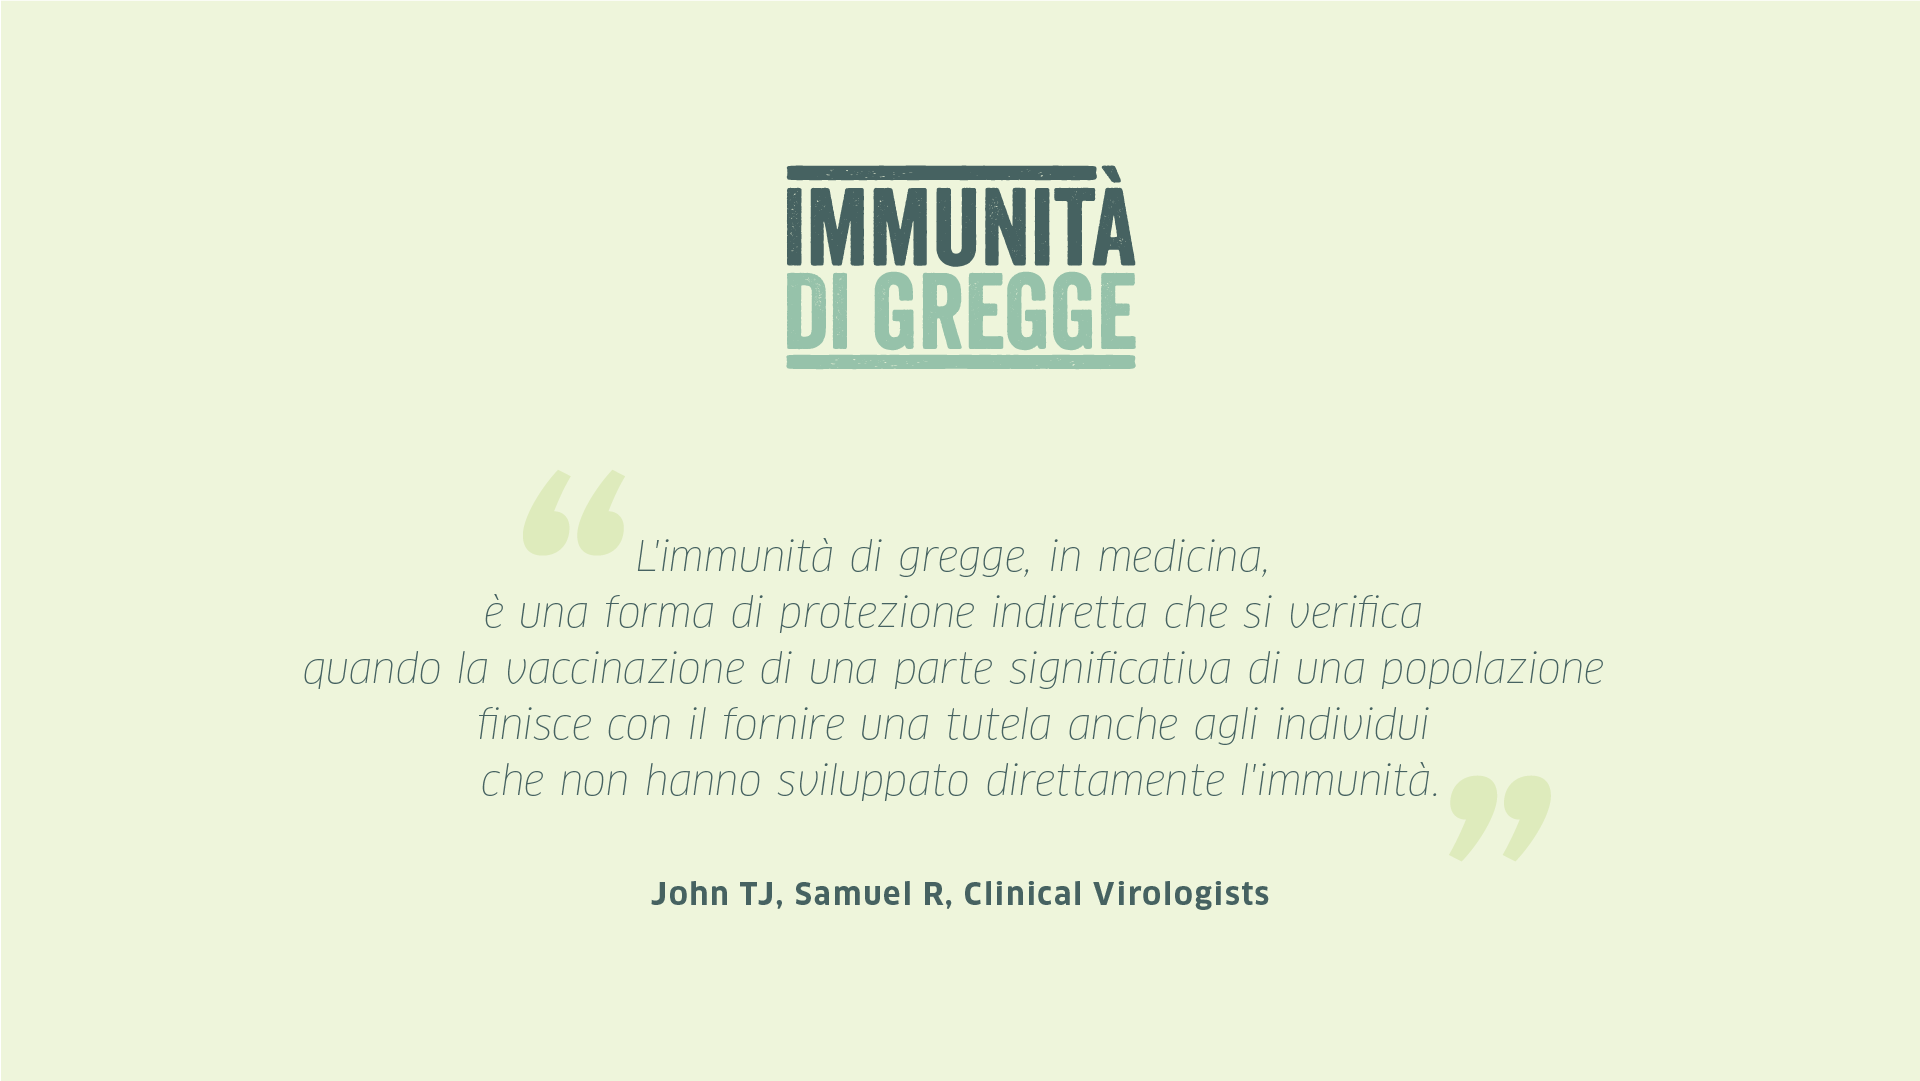 IMMUNITÀ
DI GREGGE
“L'immunità di gregge, in medicina,
è una forma di protezione indiretta che si verifica
quando la vaccinazione di una parte significativa di una popolazione
finisce con il fornire una tutela anche agli individui
che non hanno sviluppato direttamente l'immunità.”
John TJ, Samuel R, Clinical Virologists